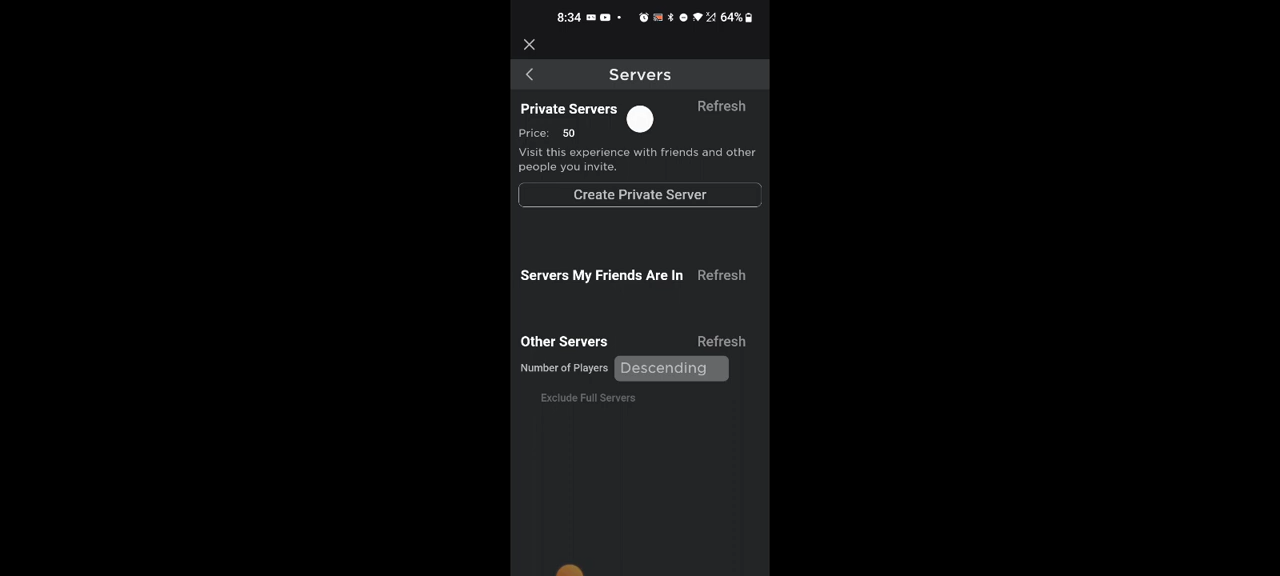 8:34 64%
Servers
Private Servers Refresh
Price: 50
Visit this experience with friends and other
people you invite.
Create Private Server
Servers My Friends Are In Refresh
Other Servers Refresh
Number of Players Descending
Exclude Full Servers